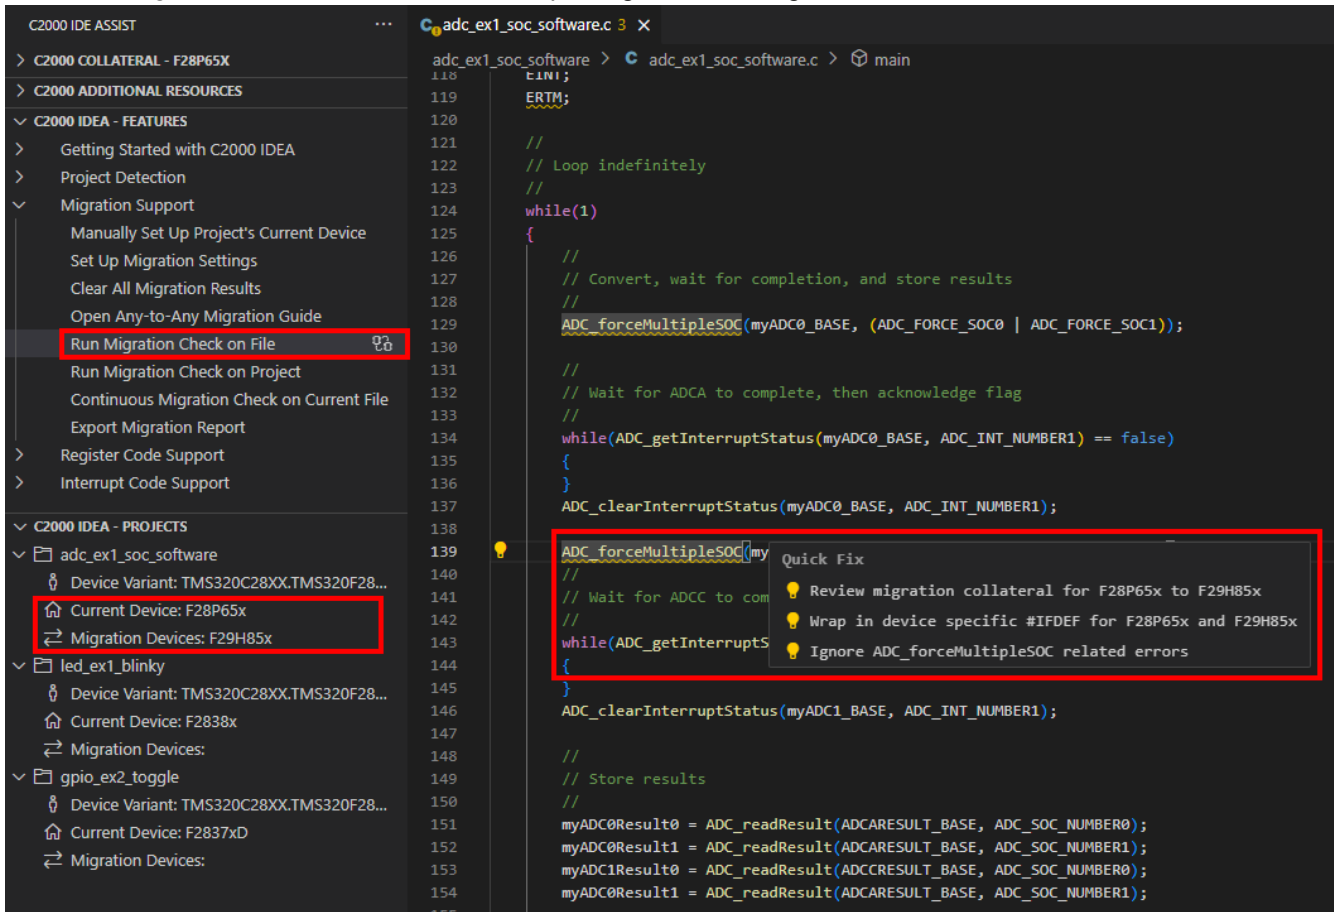 C2000 IDE ASSIST ···
> C2000 COLLATERAL - F28P65X
> C2000 ADDITIONAL RESOURCES
C2000 IDEA - FEATURES
> Getting Started with C2000 IDEA
> Project Detection
Migration Support
Manually Set Up Project's Current Device
Set Up Migration Settings
Clear All Migration Results
Open Any-to-Any Migration Guide
Run Migration Check on File
Run Migration Check on Project
Continuous Migration Check on Current File
Export Migration Report
> Register Code Support
> Interrupt Code Support
C2000 IDEA - PROJECTS
adc_ex1_soc_software
Device Variant: TMS320C28XX.TMS320F28...
Current Device: F28P65x
Migration Devices: F29H85x
led_ex1_blinky
Device Variant: TMS320C28XX.TMS320F28...
Current Device: F2838x
Migration Devices:
gpio_ex2_toggle
Device Variant: TMS320C28XX.TMS320F28...
Current Device: F2837xD
Migration Devices:
adc_ex1_soc_software.c 3 ×
adc_ex1_soc_software > C adc_ex1_soc_software.c > main
118 EINT;
119 ERTM;
120
121 //
122 // Loop indefinitely
123 //
124 while(1)
125 {
126 //
127 // Convert, wait for completion, and store results
128 //
129 ADC_forceMultipleSOC(myADC0_BASE, (ADC_FORCE_SOC0 | ADC_FORCE_SOC1));
130
131 //
132 // Wait for ADCA to complete, then acknowledge flag
133 //
134 while(ADC_getInterruptStatus(myADC0_BASE, ADC_INT_NUMBER1) == false)
135 {
136 }
137 ADC_clearInterruptStatus(myADC0_BASE, ADC_INT_NUMBER1);
138
139 ADC_forceMultipleSOC(my
140 //
141 // Wait for ADCC to com
142 //
143 while(ADC_getInterruptS
144 {
145 }
146 ADC_clearInterruptStatus(myADC1_BASE, ADC_INT_NUMBER1);
147
148 //
149 // Store results
150 //
151 myADC0Result0 = ADC_readResult(ADCARESULT_BASE, ADC_SOC_NUMBER0);
152 myADC0Result1 = ADC_readResult(ADCARESULT_BASE, ADC_SOC_NUMBER1);
153 myADC1Result0 = ADC_readResult(ADCCRESULT_BASE, ADC_SOC_NUMBER0);
154 myADC0Result1 = ADC_readResult(ADCARESULT_BASE, ADC_SOC_NUMBER1);
Quick Fix
Review migration collateral for F28P65x to F29H85x
Wrap in device specific #IFDEF for F28P65x and F29H85x
Ignore ADC_forceMultipleSOC related errors